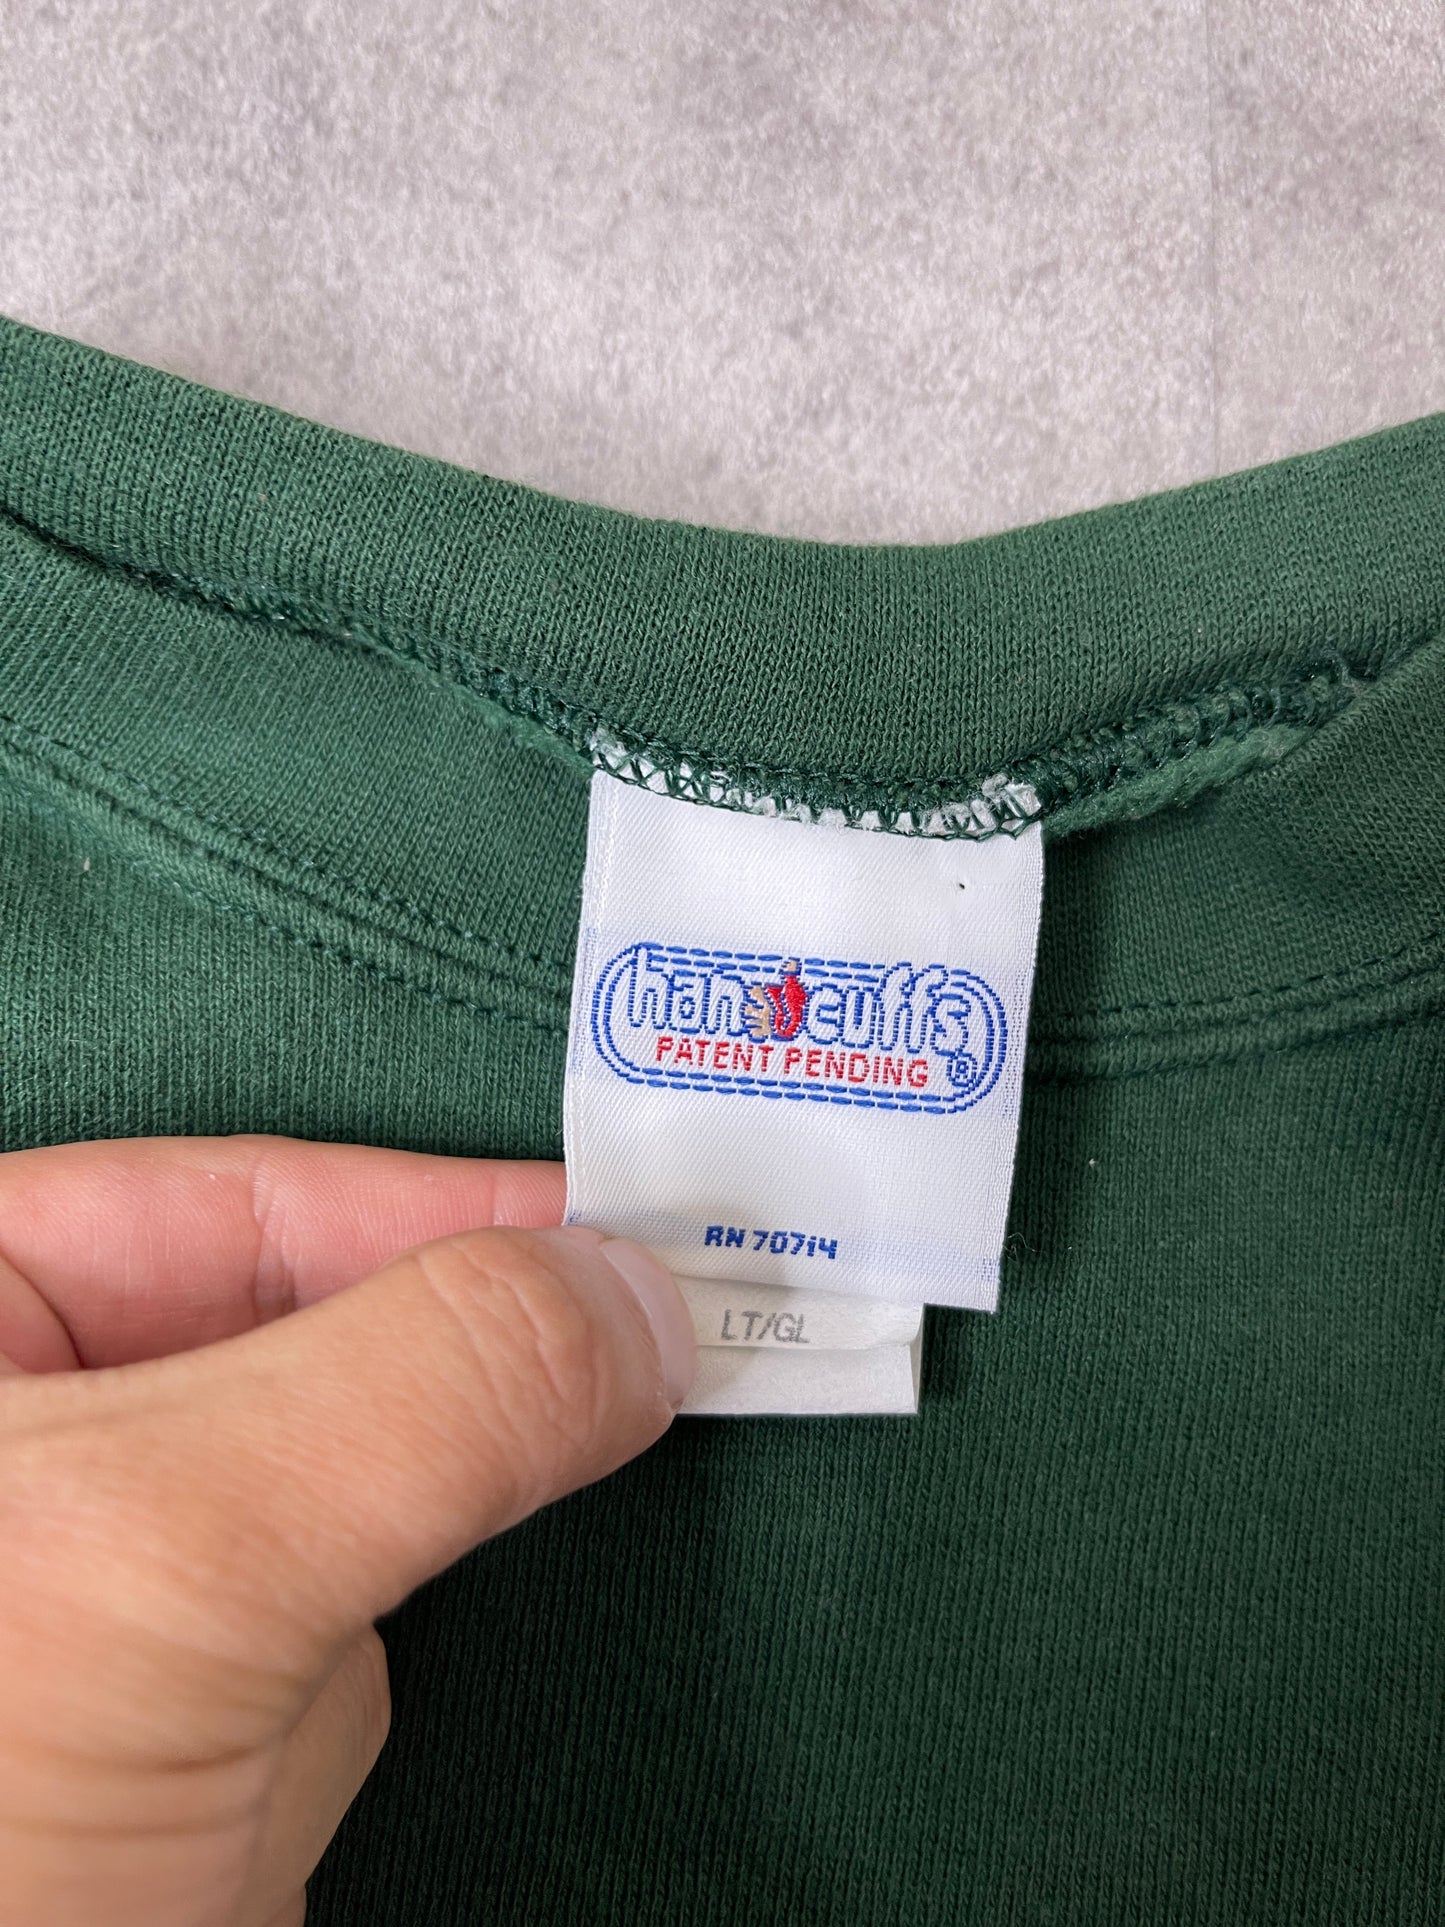 handcuffs
PATENT PENDING ®
RN 70714
LT/GL